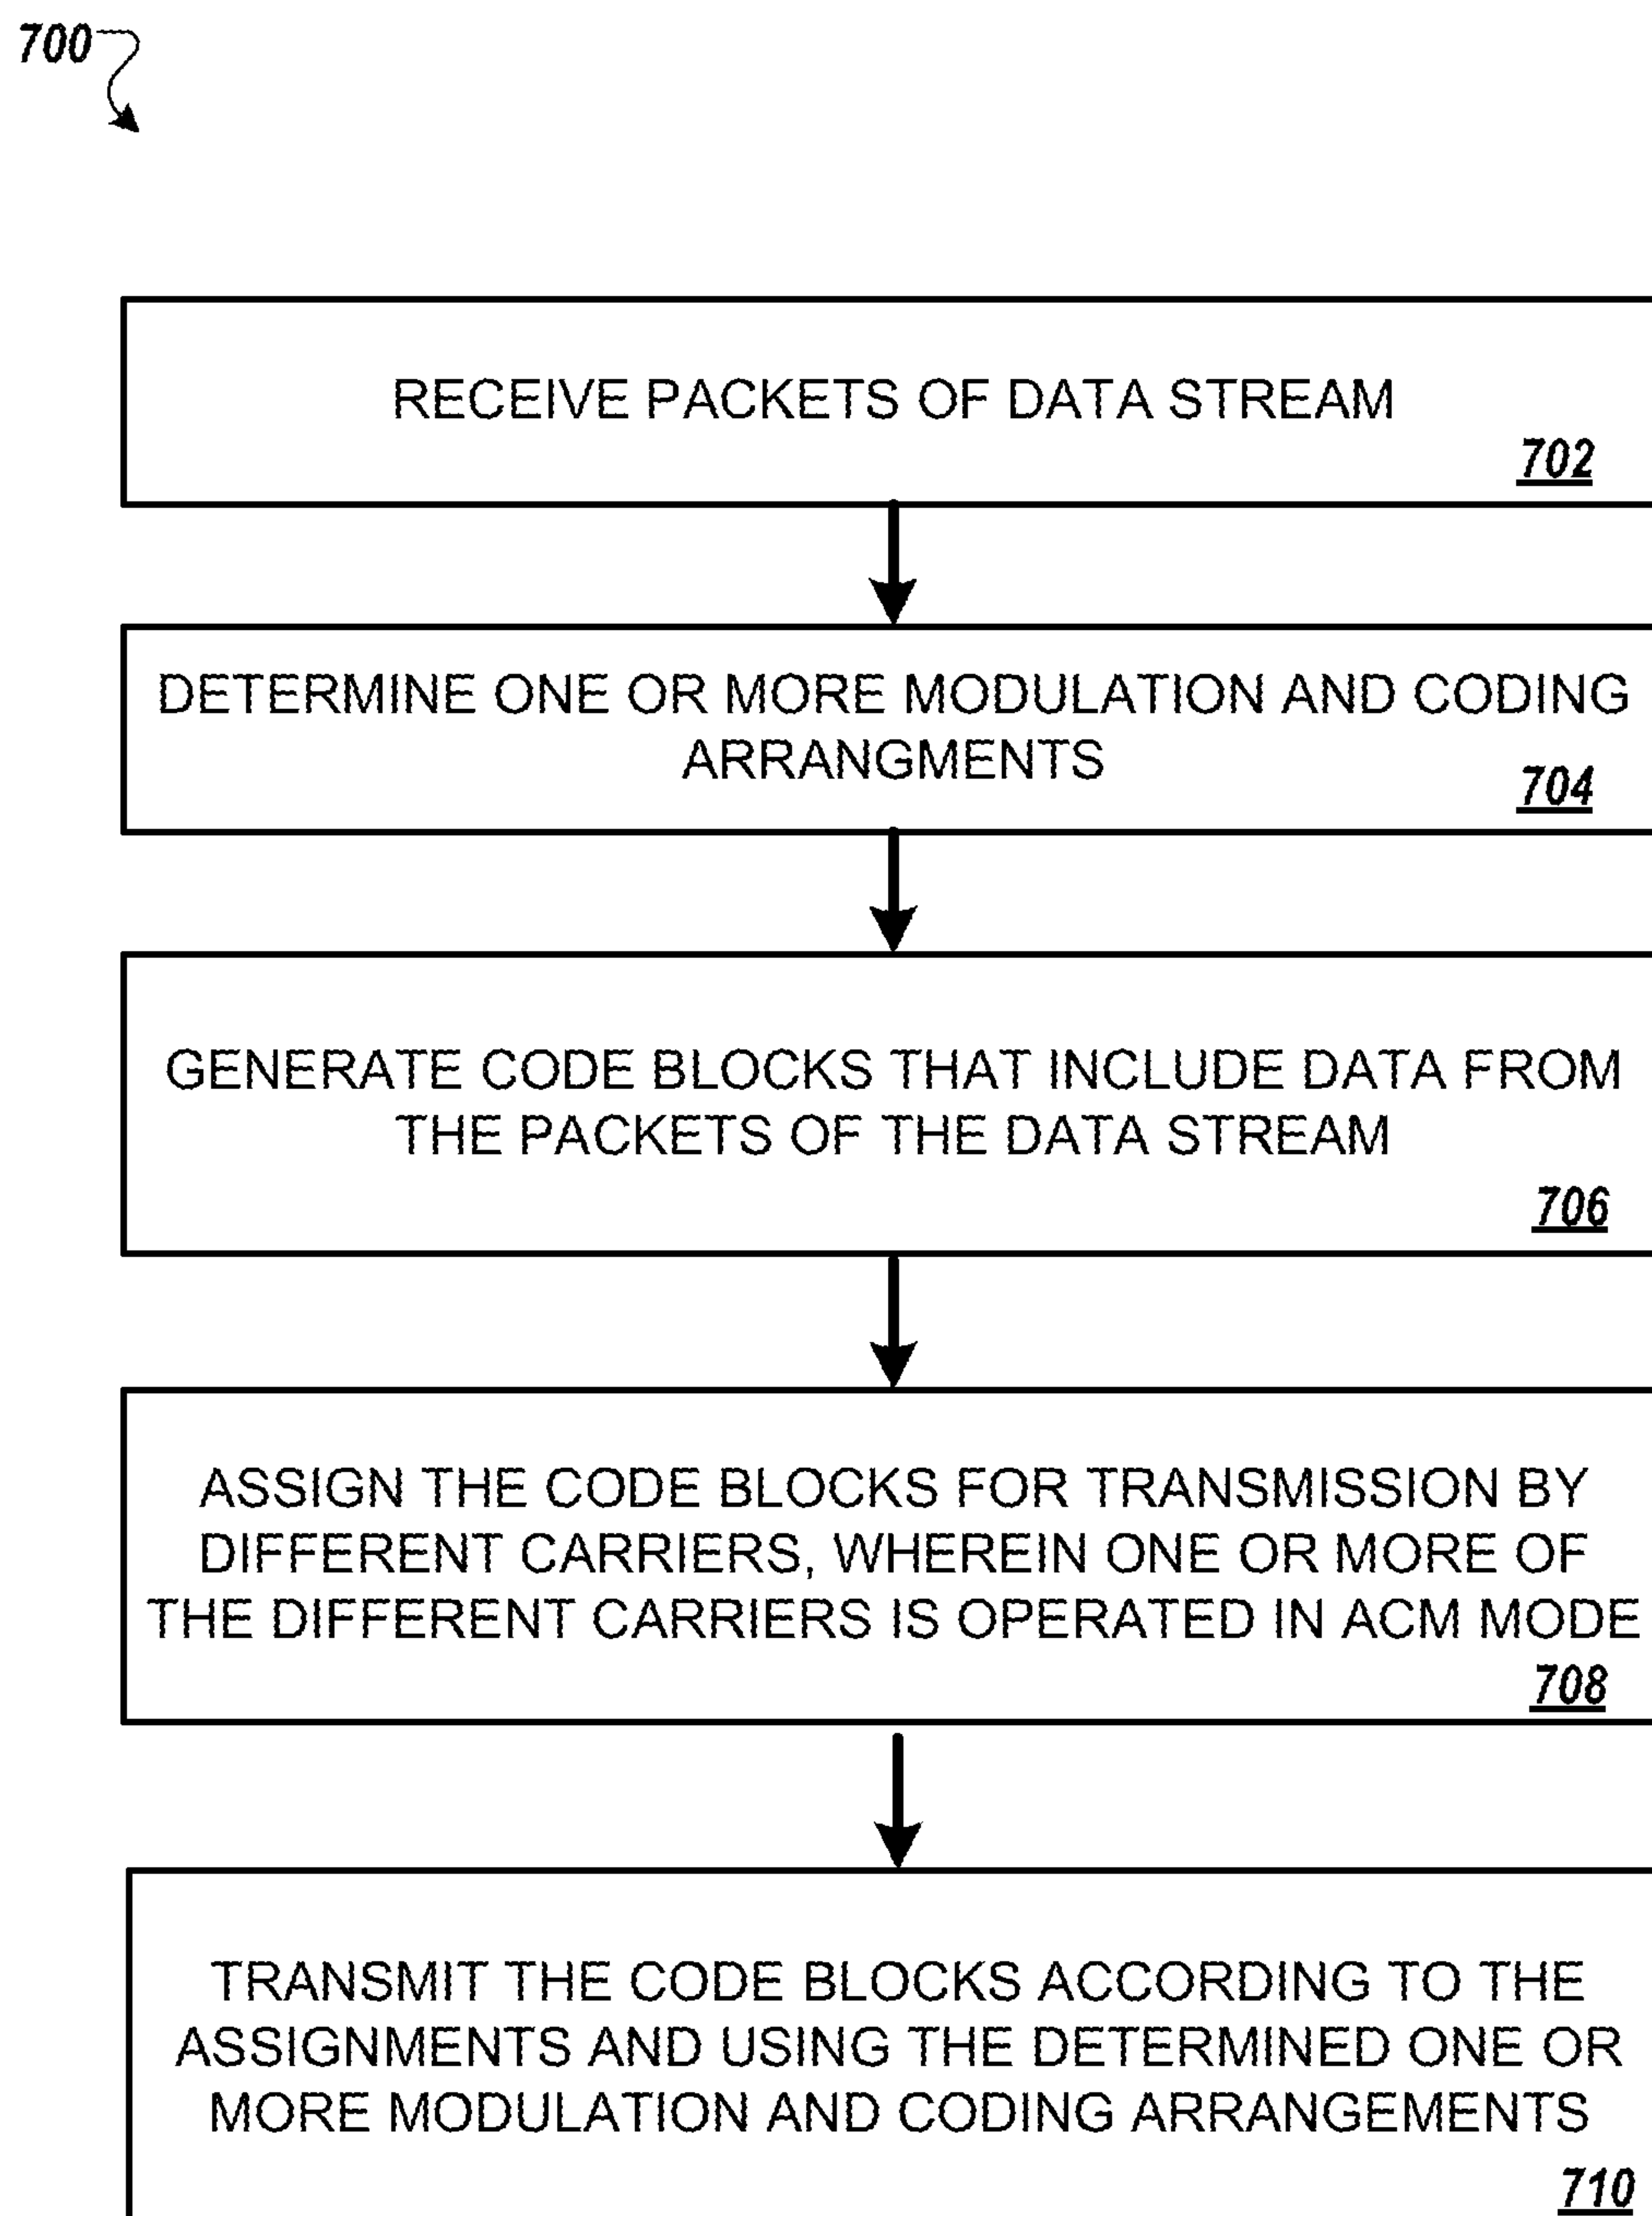 700
RECEIVE PACKETS OF DATA STREAM
702
DETERMINE ONE OR MORE MODULATION AND CODING
ARRANGMENTS
704
GENERATE CODE BLOCKS THAT INCLUDE DATA FROM
THE PACKETS OF THE DATA STREAM
706
ASSIGN THE CODE BLOCKS FOR TRANSMISSION BY
DIFFERENT CARRIERS, WHEREIN ONE OR MORE OF
THE DIFFERENT CARRIERS IS OPERATED IN ACM MODE
708
TRANSMIT THE CODE BLOCKS ACCORDING TO THE
ASSIGNMENTS AND USING THE DETERMINED ONE OR
MORE MODULATION AND CODING ARRANGEMENTS
710